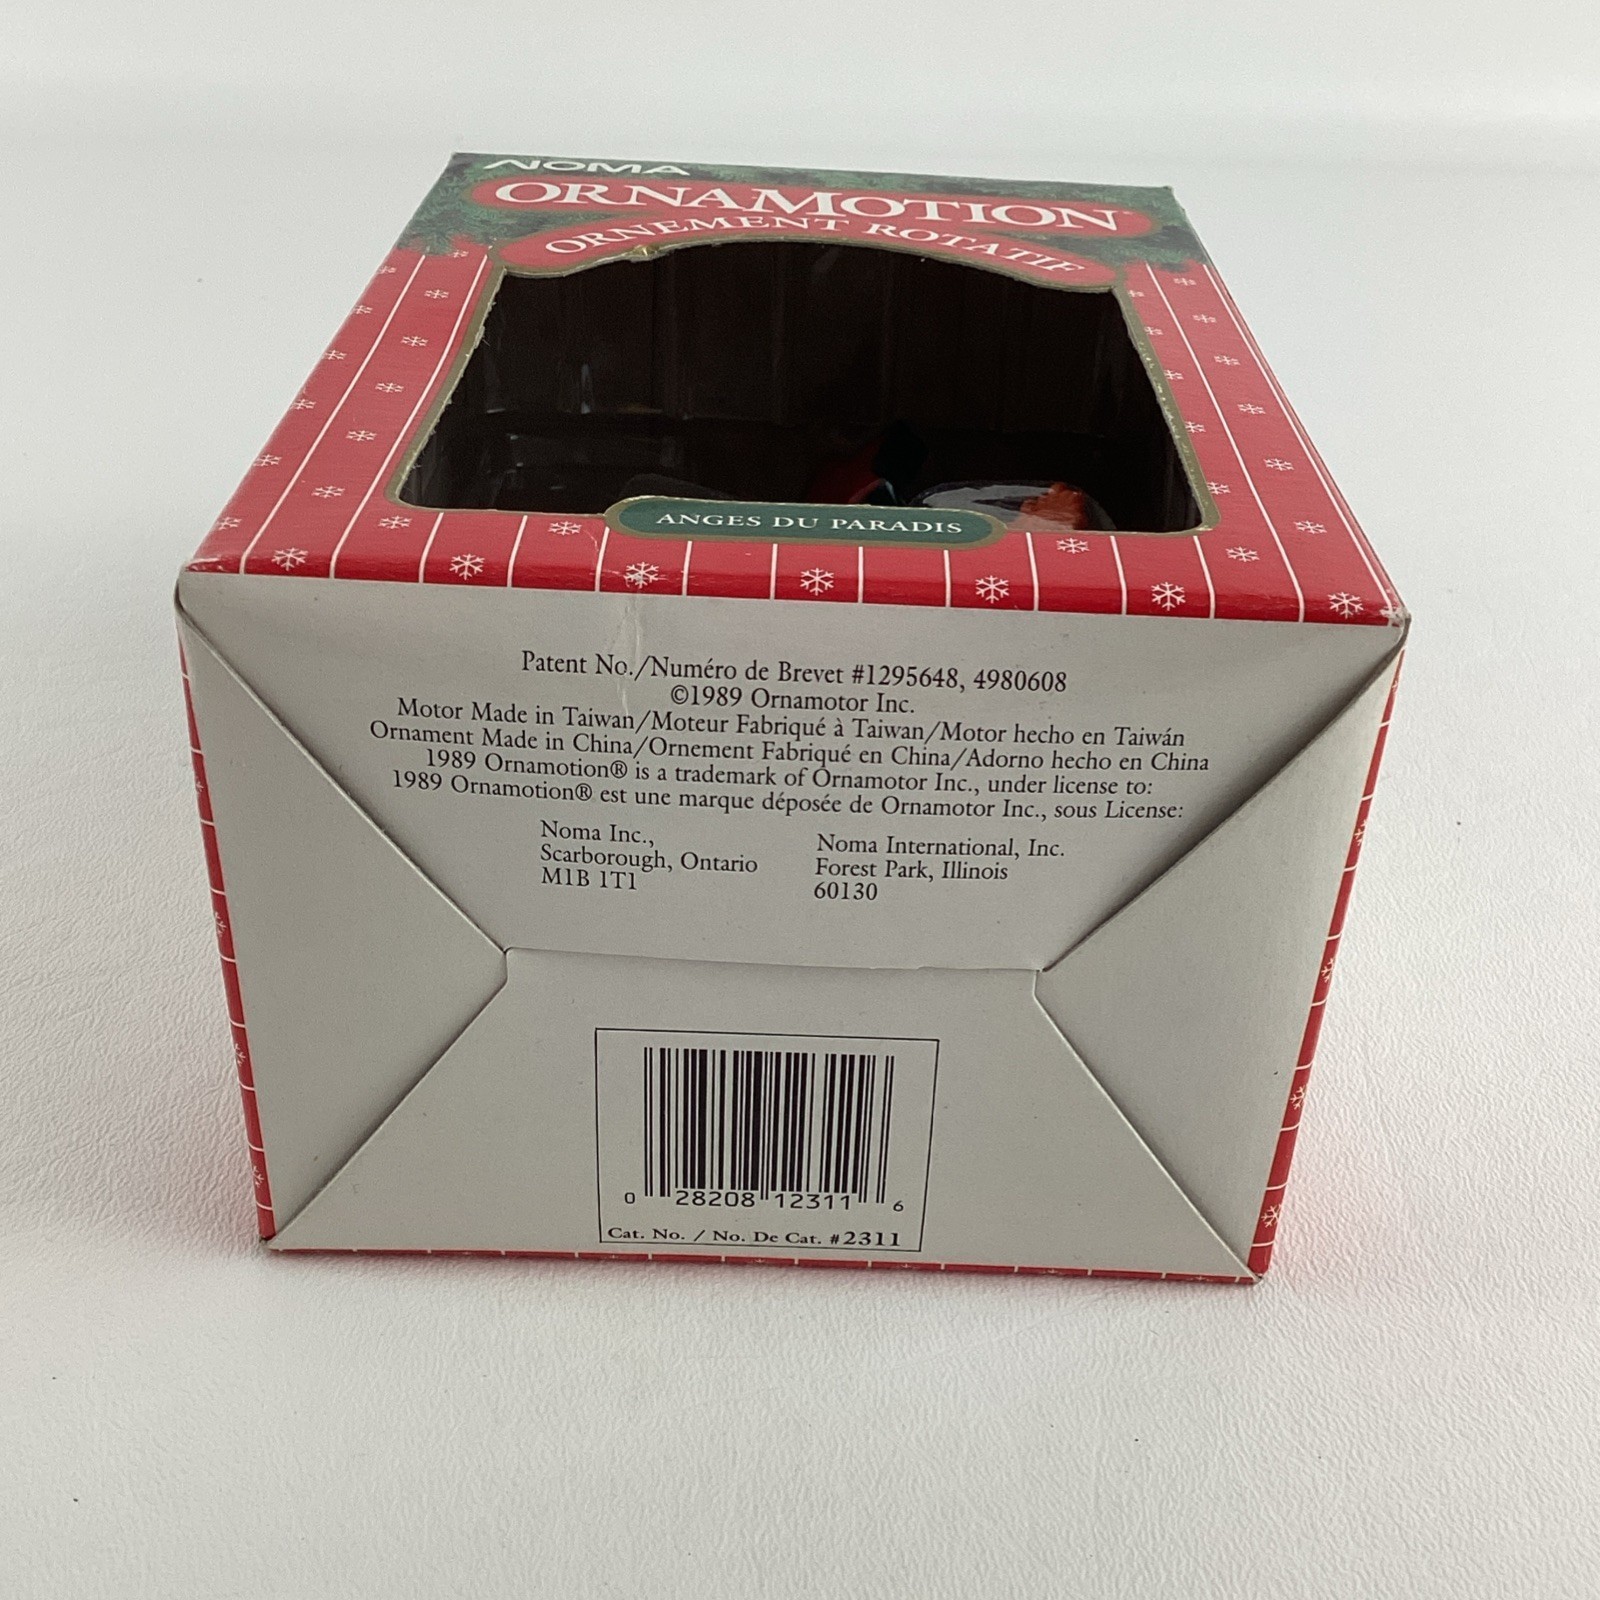 NOMA
ORNAMOTION
ORNEMENT ROTATIF
ANGES DU PARADIS
Patent No./Numéro de Brevet #1295648, 4980608
©1989 Ornamotor Inc.
Motor Made in Taiwan/Moteur Fabriqué à Taiwan/Motor hecho en Taiwán
Ornament Made in China/Ornement Fabriqué en China/Adorno hecho en China
1989 Ornamotion® is a trademark of Ornamotor Inc., under license to:
1989 Ornamotion® est une marque déposée de Ornamotor Inc., sous License:
Noma Inc.,
Scarborough, Ontario
M1B 1T1
Noma International, Inc.
Forest Park, Illinois
60130
0 28208 12311 6
Cat. No. / No. De Cat. #2311